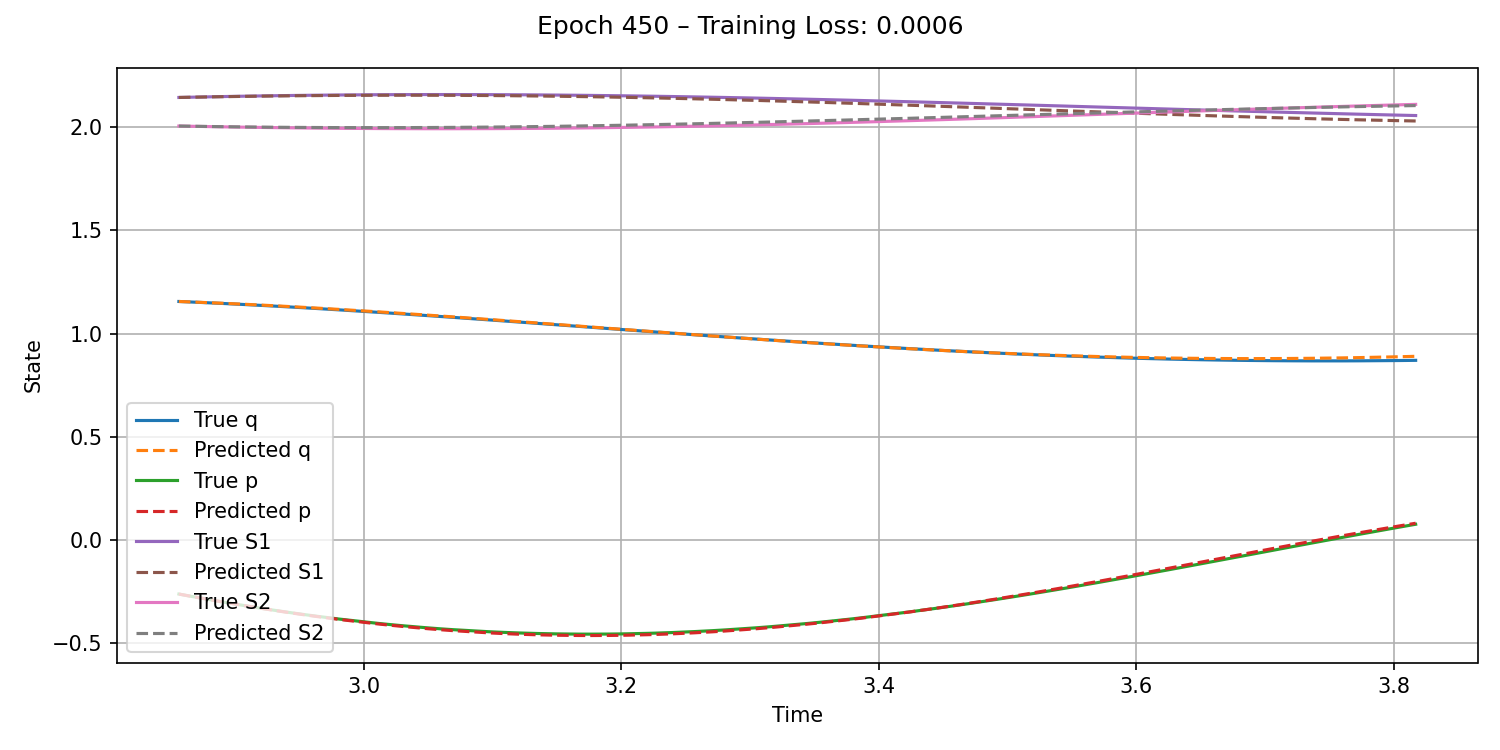 Epoch 450 – Training Loss: 0.0006
2.0
1.5
1.0
0.5
0.0
−0.5
State
True q
Predicted q
True p
Predicted p
True S1
Predicted S1
True S2
Predicted S2
3.0 3.2 3.4 3.6 3.8
Time